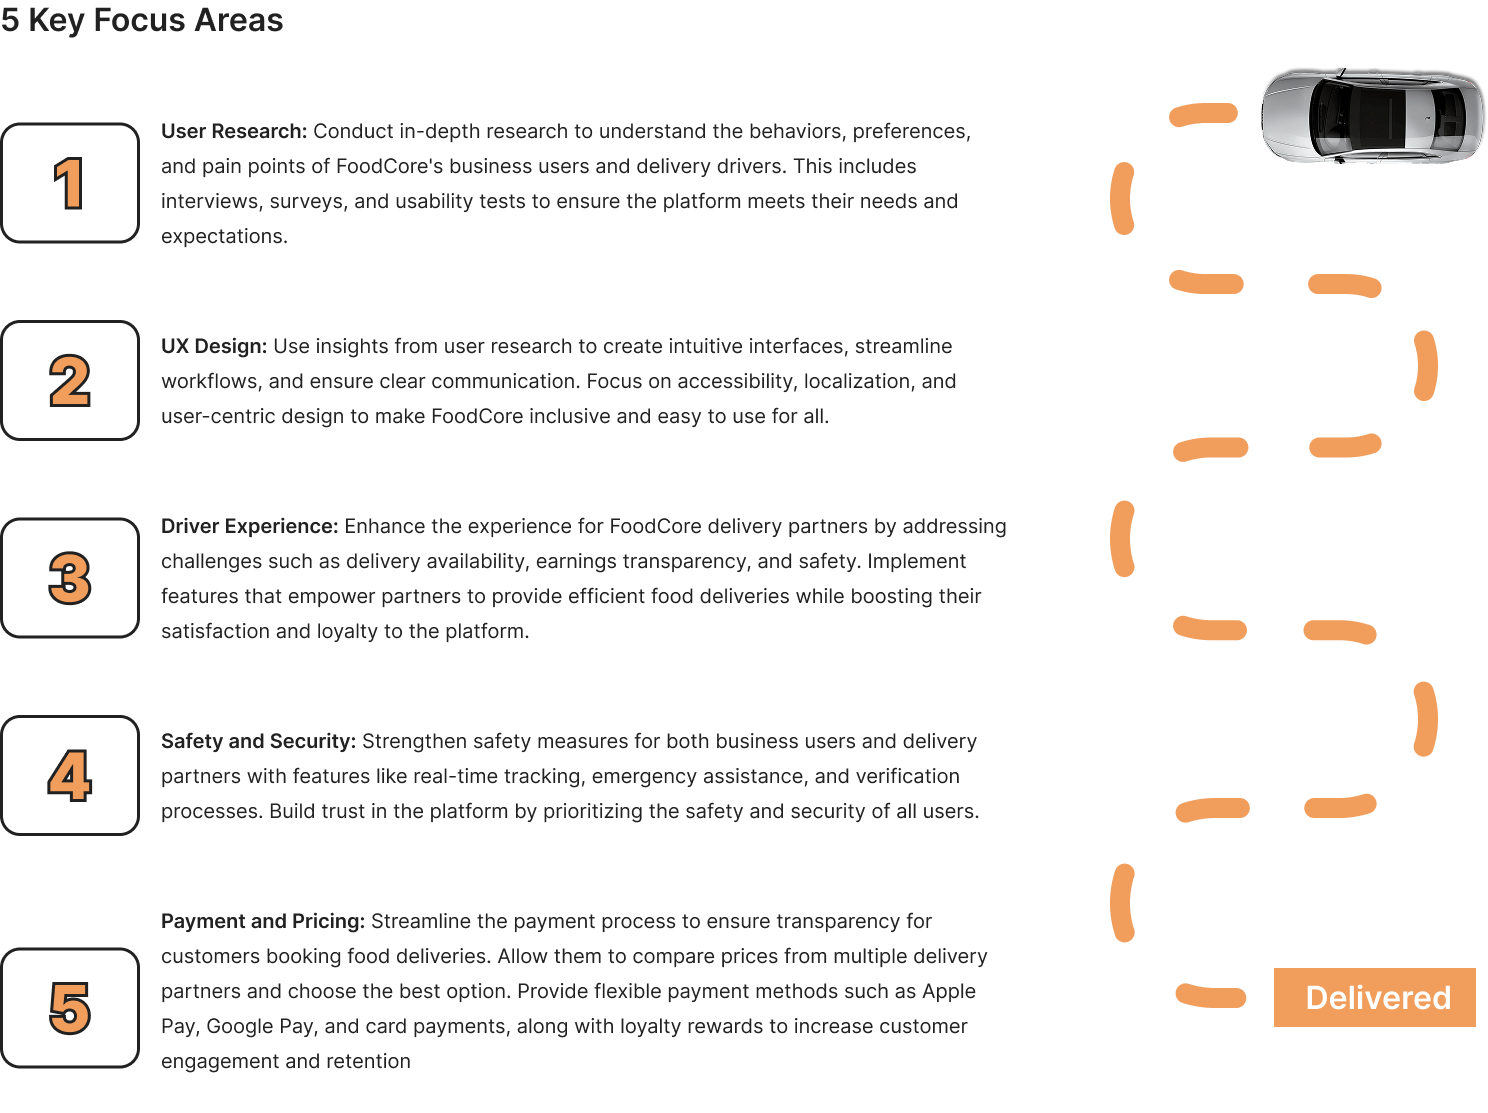 5 Key Focus Areas
1
User Research: Conduct in-depth research to understand the behaviors, preferences,
and pain points of FoodCore's business users and delivery drivers. This includes
interviews, surveys, and usability tests to ensure the platform meets their needs and
expectations.
2
UX Design: Use insights from user research to create intuitive interfaces, streamline
workflows, and ensure clear communication. Focus on accessibility, localization, and
user-centric design to make FoodCore inclusive and easy to use for all.
3
Driver Experience: Enhance the experience for FoodCore delivery partners by addressing
challenges such as delivery availability, earnings transparency, and safety. Implement
features that empower partners to provide efficient food deliveries while boosting their
satisfaction and loyalty to the platform.
4
Safety and Security: Strengthen safety measures for both business users and delivery
partners with features like real-time tracking, emergency assistance, and verification
processes. Build trust in the platform by prioritizing the safety and security of all users.
5
Payment and Pricing: Streamline the payment process to ensure transparency for
customers booking food deliveries. Allow them to compare prices from multiple delivery
partners and choose the best option. Provide flexible payment methods such as Apple
Pay, Google Pay, and card payments, along with loyalty rewards to increase customer
engagement and retention
Delivered